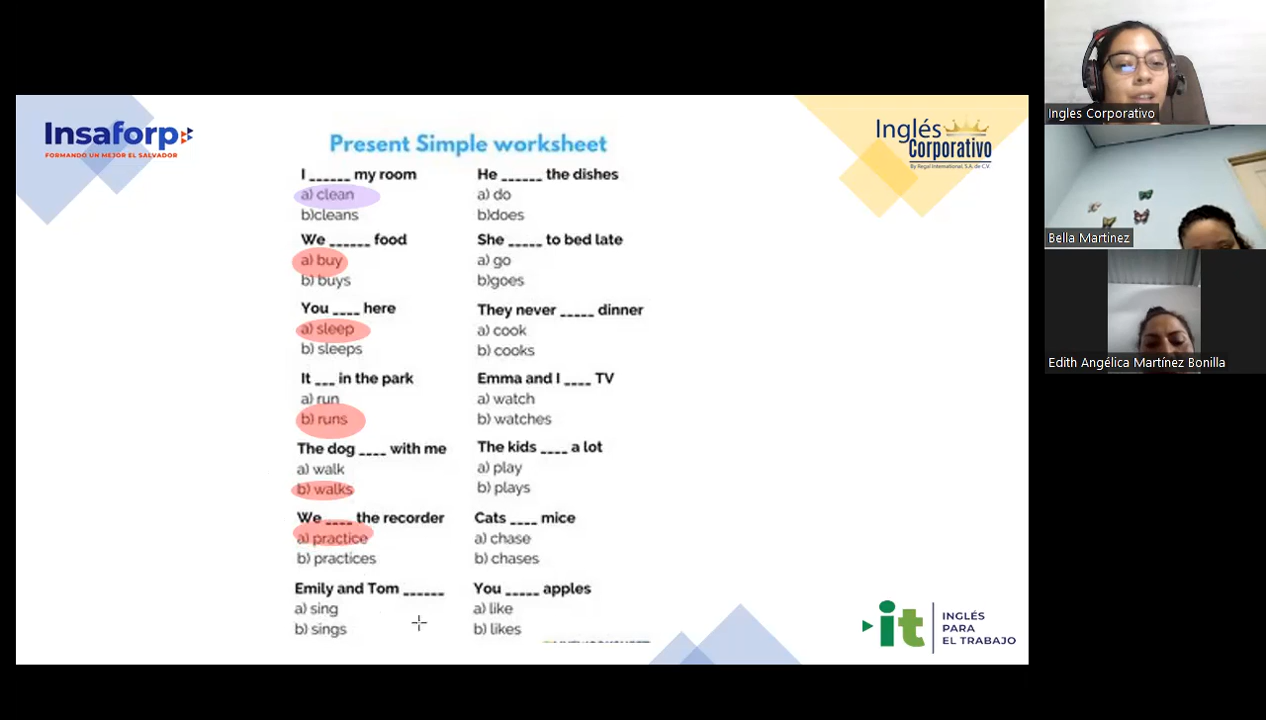 Insaforp
FORMANDO UN MEJOR EL SALVADOR
Present Simple worksheet
Inglés
Corporativo
By Regal International, S.A. de C.V.
I ______ my room
a) clean
b)cleans
We ______ food
a) buy
b) buys
You ____ here
a) sleep
b) sleeps
It ___ in the park
a) run
b) runs
The dog ____ with me
a) walk
b) walks
We ____ the recorder
a) practice
b) practices
Emily and Tom ______
a) sing
b) sings
He ______ the dishes
a) do
b)does
She _____ to bed late
a) go
b)goes
They never _____ dinner
a) cook
b) cooks
Emma and I ____ TV
a) watch
b) watches
The kids ____ a lot
a) play
b) plays
Cats ____ mice
a) chase
b) chases
You _____ apples
a) like
b) likes
it
INGLÉS
PARA
EL TRABAJO
Ingles Corporativo
Bella Martinez
Edith Angélica Martínez Bonilla